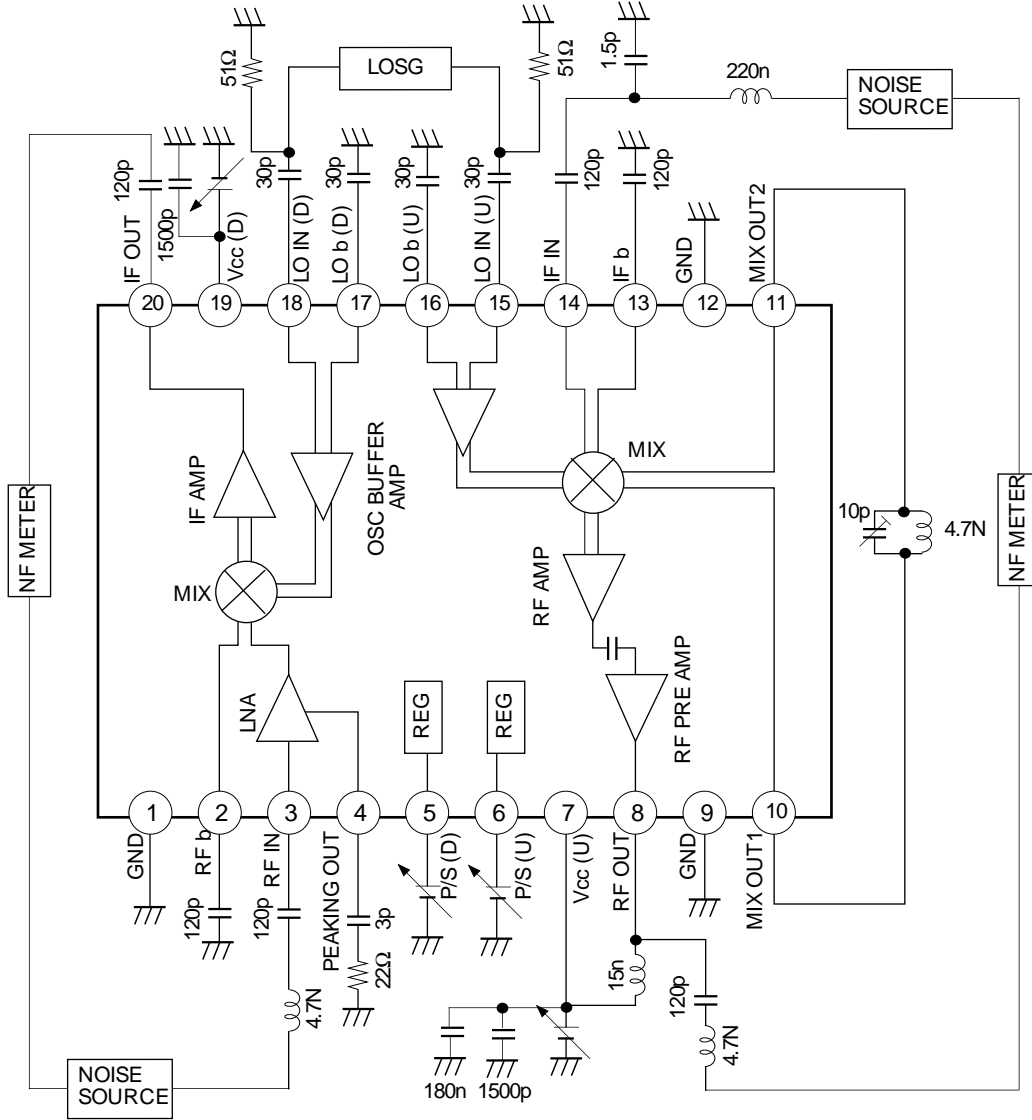 51Ω
LOSG
51Ω
1.5p
220n
NOISE
SOURCE
120p
1500p
30p
30p
30p
30p
120p
120p
IF OUT
Vcc (D)
LO IN (D)
LO b (D)
LO b (U)
LO IN (U)
IF IN
IF b
GND
MIX OUT2
20
19
18
17
16
15
14
13
12
11
IF AMP
OSC BUFFER
AMP
MIX
MIX
NF METER
RF AMP
10p
4.7N
NF METER
LNA
REG
REG
RF PRE AMP
1
2
3
4
5
6
7
8
9
10
GND
RF b
RF IN
PEAKING OUT
P/S (D)
P/S (U)
Vcc (U)
RF OUT
GND
MIX OUT1
120p
120p
3p
22Ω
4.7N
15n
120p
4.7N
180n
1500p
NOISE
SOURCE